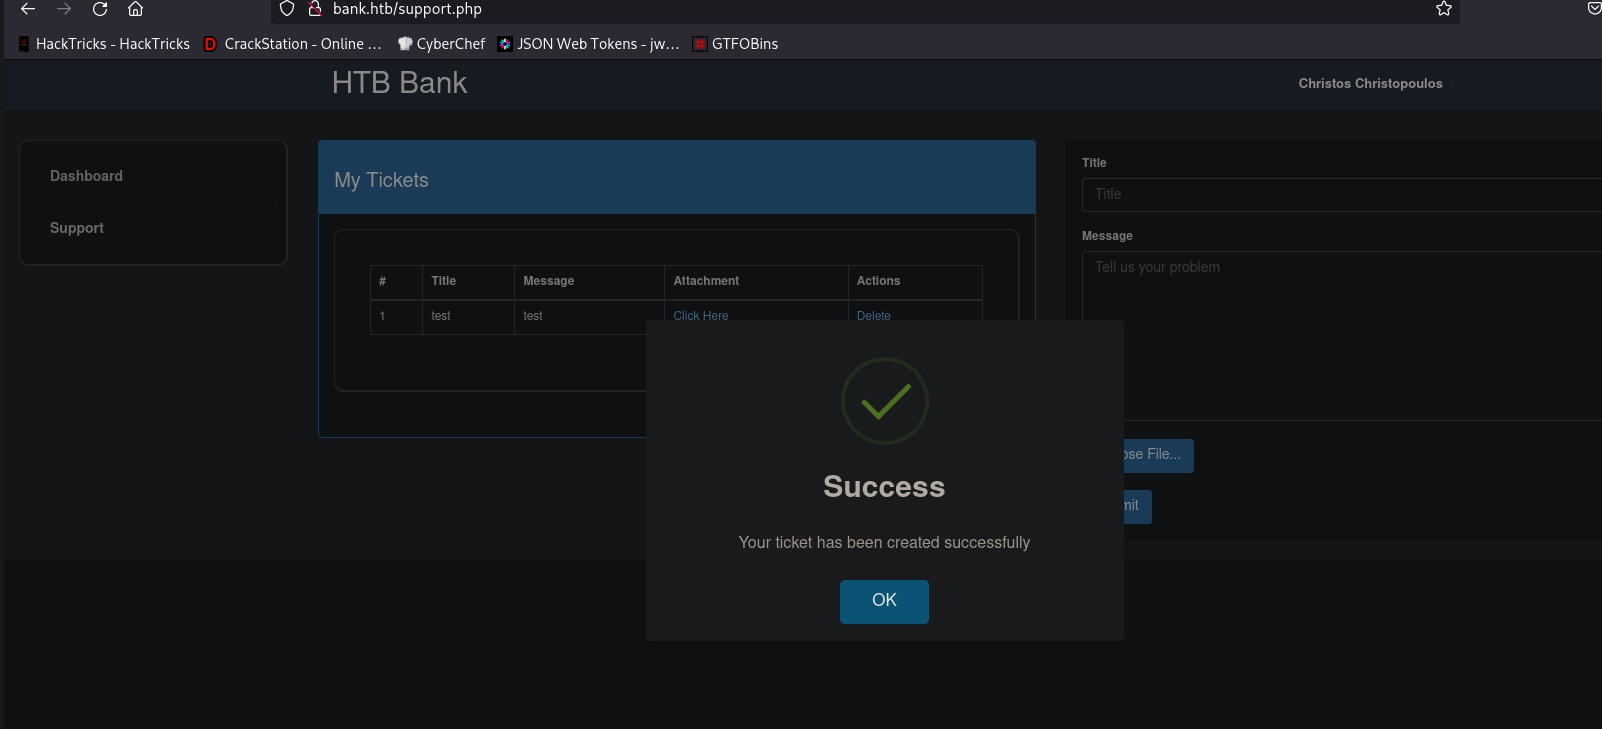 bank.htb/support.php
HackTricks - HackTricks
CrackStation - Online ...
CyberChef
JSON Web Tokens - jw...
GTFOBins
HTB Bank
Christos Christopoulos
Dashboard
Support
My Tickets
# Title Message Attachment Actions
1 test test Click Here Delete
Title
Title
Message
Tell us your problem
ose File...
mit
Success
Your ticket has been created successfully
OK